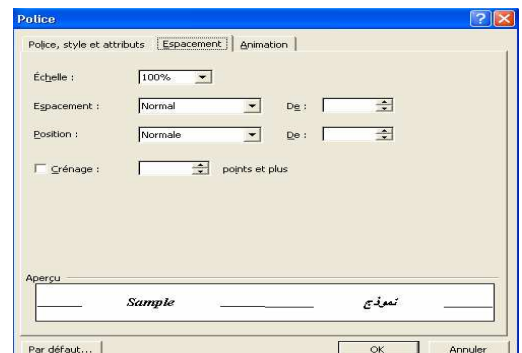 Police
Police, style et attributs Espacement Animation
Échelle : 100%
Espacement : Normal De :
Position : Normale De :
Crénage : points et plus
Aperçu
Sample نموذج
Par défaut... OK Annuler